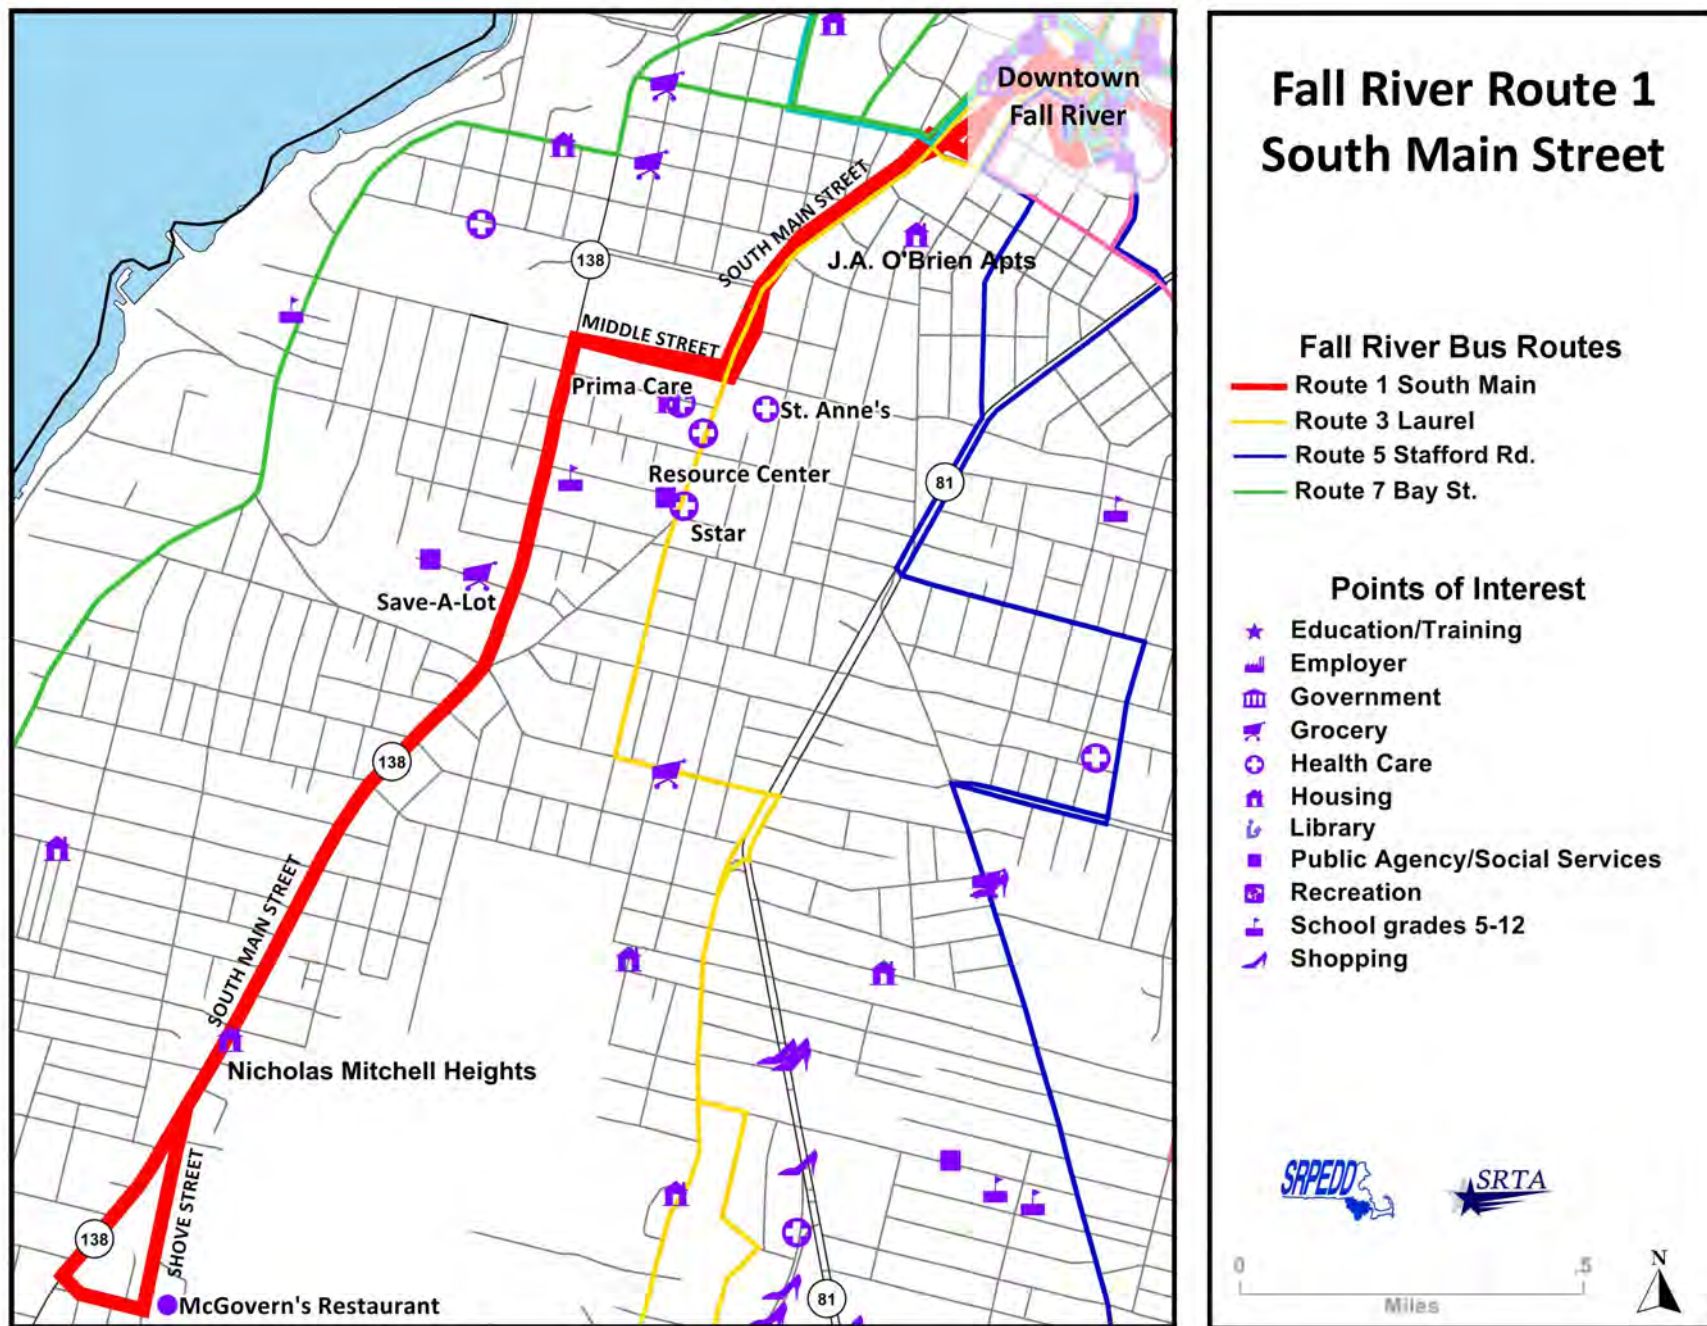 Downtown
Fall River
SOUTH MAIN STREET
J.A. O'Brien Apts
138
MIDDLE STREET
Prima Care
St. Anne's
Resource Center
81
Sstar
Save-A-Lot
138
SOUTH MAIN STREET
Nicholas Mitchell Heights
SHOVE STREET
138
McGovern's Restaurant
81
Fall River Route 1
South Main Street
Fall River Bus Routes
Route 1 South Main
Route 3 Laurel
Route 5 Stafford Rd.
Route 7 Bay St.
Points of Interest
Education/Training
Employer
Government
Grocery
Health Care
Housing
Library
Public Agency/Social Services
Recreation
School grades 5-12
Shopping
SRPEDD
SRTA
0 .5
Miles
N